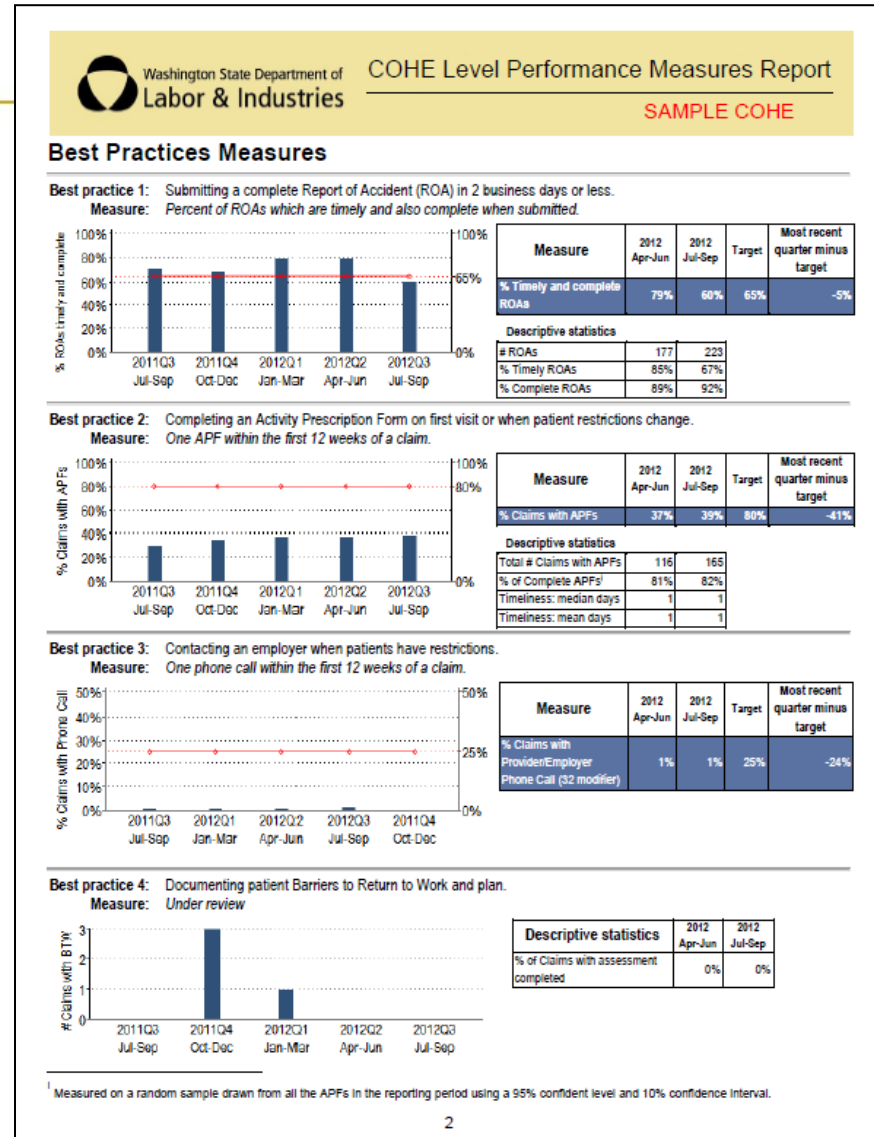 Washington State Department of
Labor & Industries
COHE Level Performance Measures Report
SAMPLE COHE
Best Practices Measures
Best practice 1: Submitting a complete Report of Accident (ROA) in 2 business days or less.
Measure: Percent of ROAs which are timely and also complete when submitted.
% ROAs timely and complete
100% 100%
80%
60% 65%
40%
20%
0% 0%
2011Q3 2011Q4 2012Q1 2012Q2 2012Q3
Jul-Sep Oct-Dec Jan-Mar Apr-Jun Jul-Sep
Measure 2012 Apr-Jun 2012 Jul-Sep Target Most recent quarter minus target
% Timely and complete ROAs 79% 60% 65% -5%
Descriptive statistics
# ROAs 177 223
% Timely ROAs 85% 67%
% Complete ROAs 89% 92%
Best practice 2: Completing an Activity Prescription Form on first visit or when patient restrictions change.
Measure: One APF within the first 12 weeks of a claim.
% Claims with APFs
100% 100%
80% 80%
60%
40%
20%
0% 0%
2011Q3 2011Q4 2012Q1 2012Q2 2012Q3
Jul-Sep Oct-Dec Jan-Mar Apr-Jun Jul-Sep
Measure 2012 Apr-Jun 2012 Jul-Sep Target Most recent quarter minus target
% Claims with APFs 37% 39% 80% -41%
Descriptive statistics
Total # Claims with APFs 116 165
% of Complete APFs¹ 81% 82%
Timeliness: median days 1 1
Timeliness: mean days 1 1
Best practice 3: Contacting an employer when patients have restrictions.
Measure: One phone call within the first 12 weeks of a claim.
% Claims with Phone Call
50% 50%
40%
30%
25%
20%
10%
0% 0%
2011Q3 2012Q1 2012Q2 2012Q3 2011Q4
Jul-Sep Jan-Mar Apr-Jun Jul-Sep Oct-Dec
Measure 2012 Apr-Jun 2012 Jul-Sep Target Most recent quarter minus target
% Claims with Provider/Employer Phone Call (32 modifier) 1% 1% 25% -24%
Best practice 4: Documenting patient Barriers to Return to Work and plan.
Measure: Under review
# Claims with BTW
3
2
1
0
2011Q3 2011Q4 2012Q1 2012Q2 2012Q3
Jul-Sep Oct-Dec Jan-Mar Apr-Jun Jul-Sep
Descriptive statistics 2012 Apr-Jun 2012 Jul-Sep
% of Claims with assessment completed 0% 0%
¹ Measured on a random sample drawn from all the APFs in the reporting period using a 95% confident level and 10% confidence interval.
2